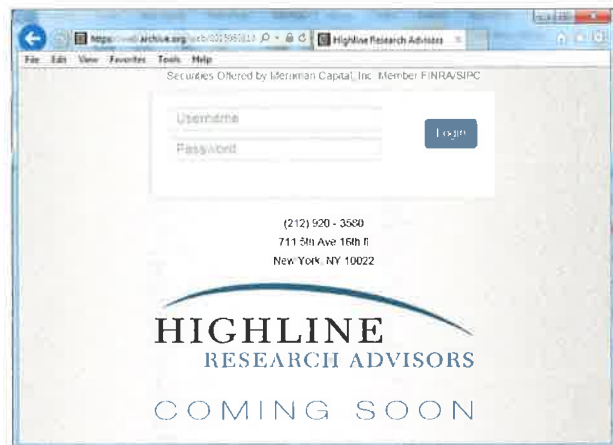 archive.org Highline Research Advisors
File Edit View Favorites Tools Help
Securities Offered by Merriman Capital, Inc. Member FINRA/SIPC
Username
Login
Password
(212) 920 - 3580
711 5th Ave 16th fl
New York, NY 10022
HIGHLINE
RESEARCH ADVISORS
COMING SOON